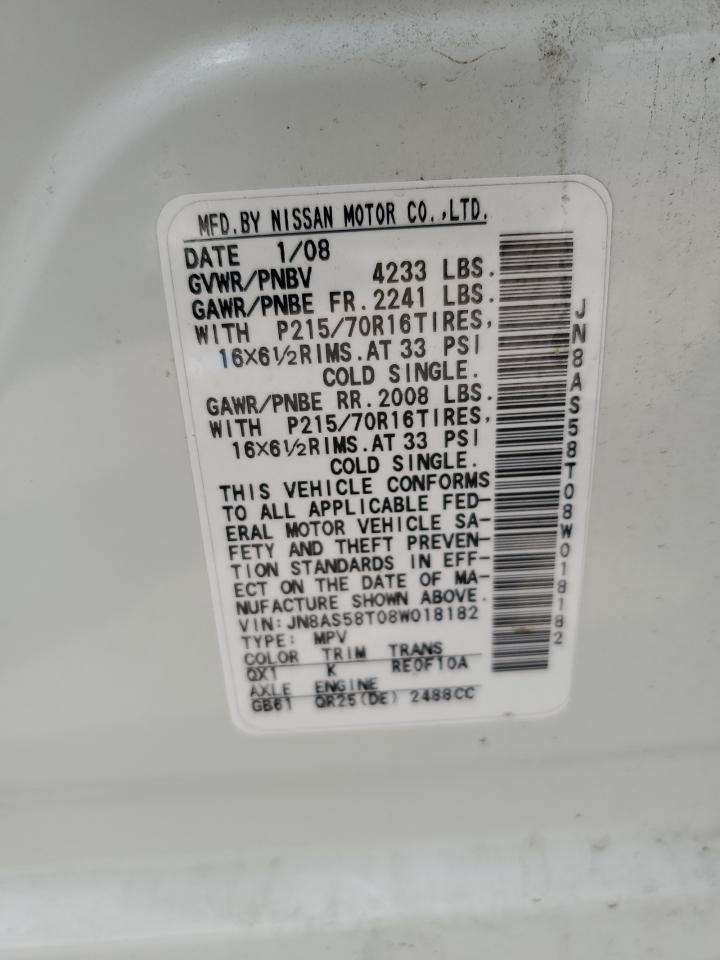 MFD.BY NISSAN MOTOR CO.,LTD.
DATE 1/08
GVWR/PNBV 4233 LBS.
GAWR/PNBE FR.2241 LBS.
WITH P215/70R16TIRES,
16X6½RIMS.AT 33 PSI
COLD SINGLE.
GAWR/PNBE RR.2008 LBS.
WITH P215/70R16TIRES,
16X6½RIMS.AT 33 PSI
COLD SINGLE.
THIS VEHICLE CONFORMS
TO ALL APPLICABLE FED-
ERAL MOTOR VEHICLE SA-
FETY AND THEFT PREVEN-
TION STANDARDS IN EFF-
ECT ON THE DATE OF MA-
NUFACTURE SHOWN ABOVE.
VIN:JN8AS58T08W018182
TYPE: MPV
COLOR TRIM TRANS
QX1 K RE0F10A
AXLE ENGINE
GB61 QR25(DE) 2488CC
JN8AS58T08W018182